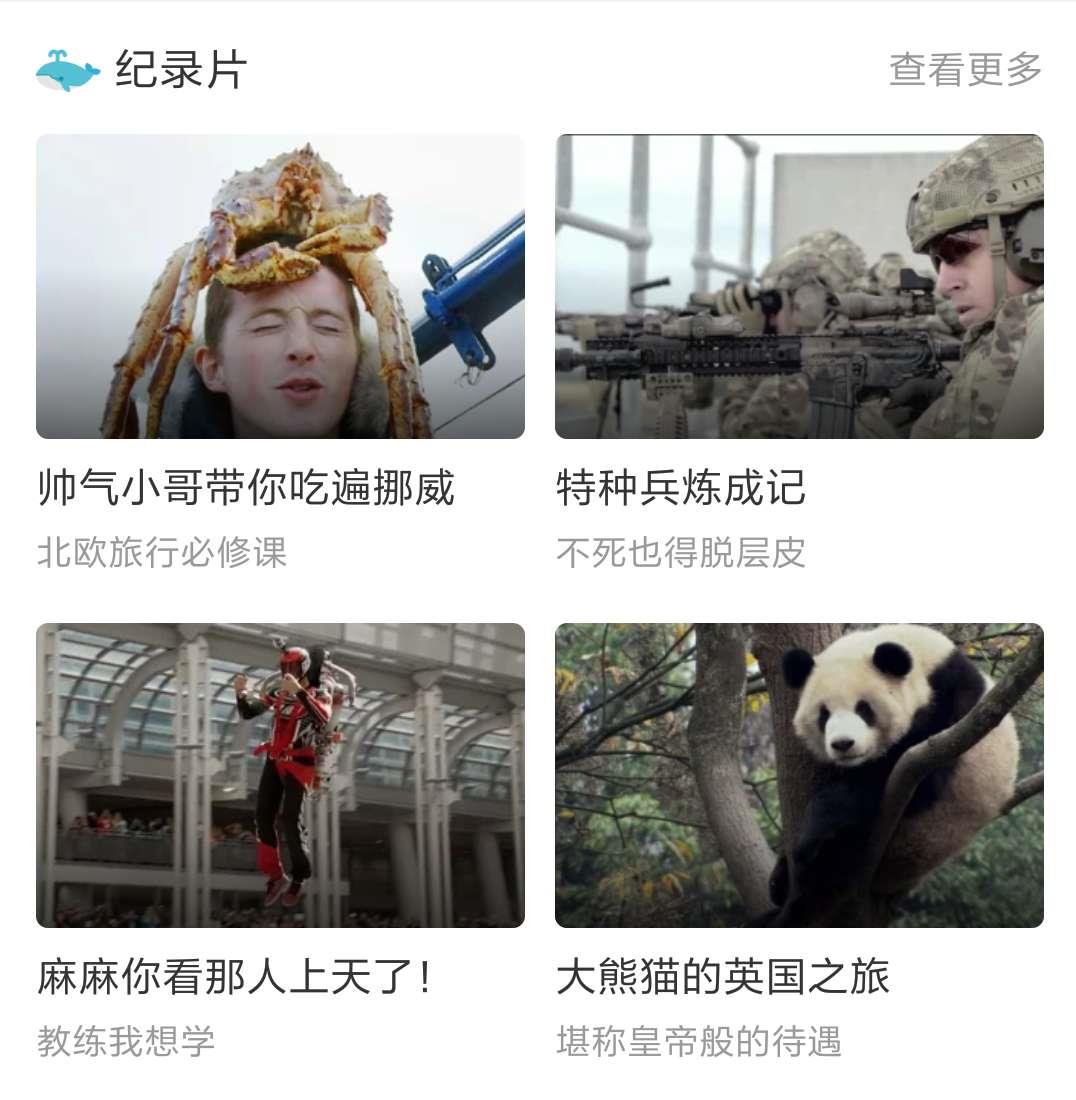 纪录片
查看更多
帅气小哥带你吃遍挪威
北欧旅行必修课
特种兵炼成记
不死也得脱层皮
麻麻你看那人上天了！
教练我想学
大熊猫的英国之旅
堪称皇帝般的待遇